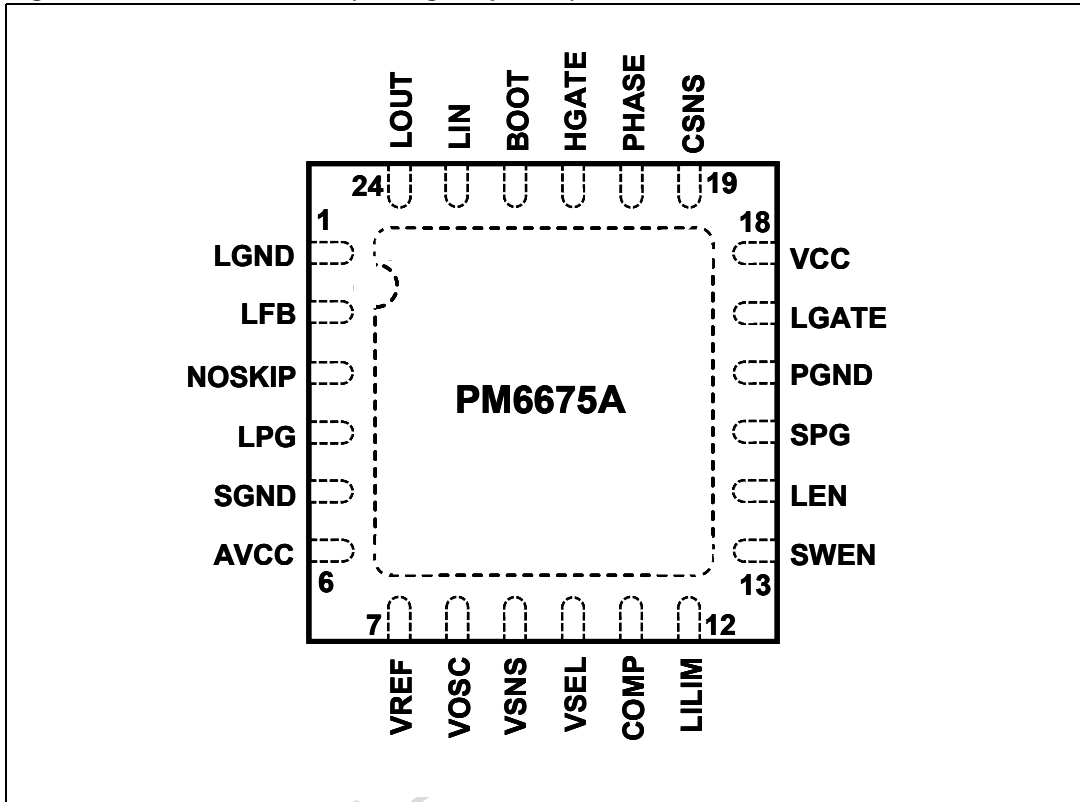 LOUT
LIN
BOOT
HGATE
PHASE
CSNS
24
19
1
18
LGND
VCC
LFB
LGATE
NOSKIP
PGND
PM6675A
LPG
SPG
SGND
LEN
AVCC
SWEN
6
13
7
12
VREF
VOSC
VSNS
VSEL
COMP
LILIM